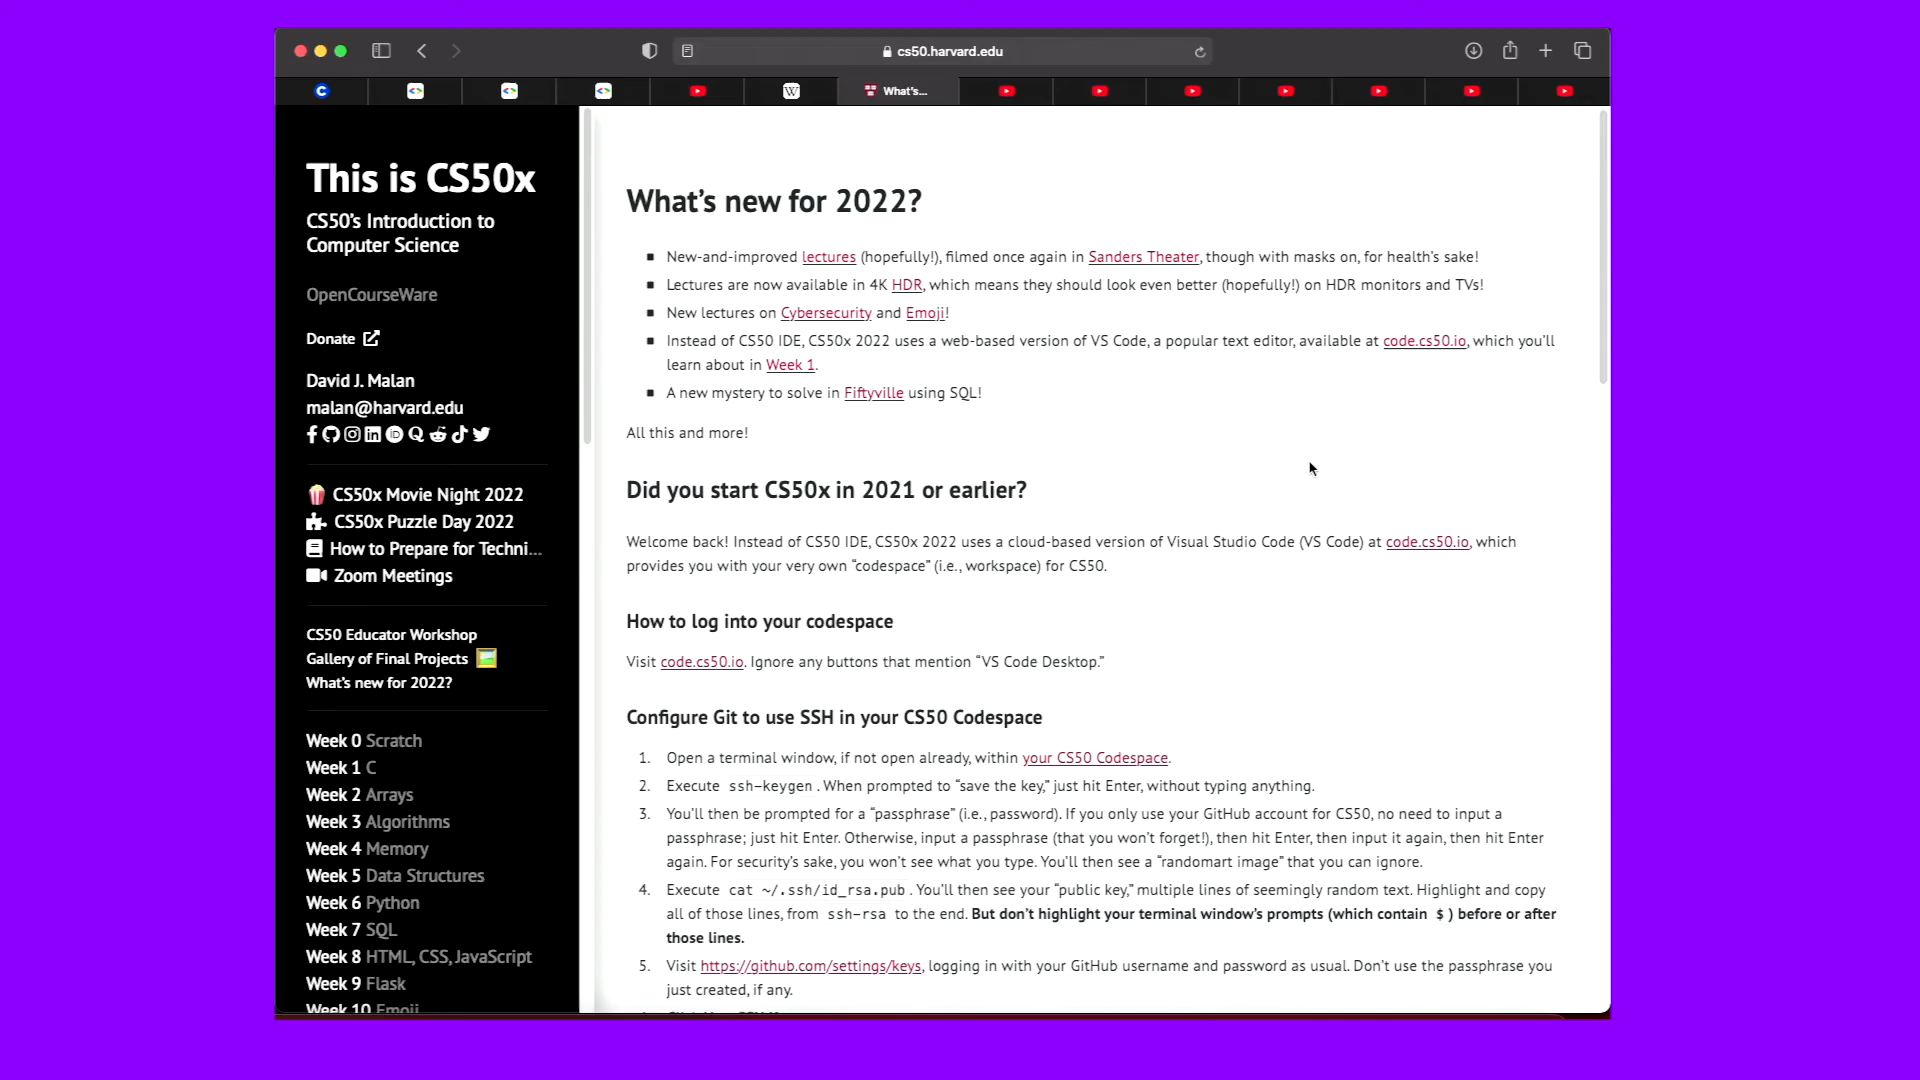 cs50.harvard.edu
What's...
This is CS50x
CS50's Introduction to
Computer Science
OpenCourseWare
Donate
David J. Malan
malan@harvard.edu
CS50x Movie Night 2022
CS50x Puzzle Day 2022
How to Prepare for Techni...
Zoom Meetings
CS50 Educator Workshop
Gallery of Final Projects
What's new for 2022?
Week 0 Scratch
Week 1 C
Week 2 Arrays
Week 3 Algorithms
Week 4 Memory
Week 5 Data Structures
Week 6 Python
Week 7 SQL
Week 8 HTML, CSS, JavaScript
Week 9 Flask
Week 10 Emoji
What's new for 2022?
New-and-improved lectures (hopefully!), filmed once again in Sanders Theater, though with masks on, for health's sake!
Lectures are now available in 4K HDR, which means they should look even better (hopefully!) on HDR monitors and TVs!
New lectures on Cybersecurity and Emoji!
Instead of CS50 IDE, CS50x 2022 uses a web-based version of VS Code, a popular text editor, available at code.cs50.io, which you'll
learn about in Week 1.
A new mystery to solve in Fiftyville using SQL!
All this and more!
Did you start CS50x in 2021 or earlier?
Welcome back! Instead of CS50 IDE, CS50x 2022 uses a cloud-based version of Visual Studio Code (VS Code) at code.cs50.io, which
provides you with your very own “codespace” (i.e., workspace) for CS50.
How to log into your codespace
Visit code.cs50.io. Ignore any buttons that mention “VS Code Desktop.”
Configure Git to use SSH in your CS50 Codespace
1. Open a terminal window, if not open already, within your CS50 Codespace.
2. Execute ssh-keygen . When prompted to “save the key,” just hit Enter, without typing anything.
3. You'll then be prompted for a “passphrase” (i.e., password). If you only use your GitHub account for CS50, no need to input a
passphrase; just hit Enter. Otherwise, input a passphrase (that you won't forget!), then hit Enter, then input it again, then hit Enter
again. For security's sake, you won't see what you type. You'll then see a “randomart image” that you can ignore.
4. Execute cat ~/.ssh/id_rsa.pub . You'll then see your “public key,” multiple lines of seemingly random text. Highlight and copy
all of those lines, from ssh-rsa to the end. But don't highlight your terminal window's prompts (which contain $ ) before or after
those lines.
5. Visit https://github.com/settings/keys, logging in with your GitHub username and password as usual. Don't use the passphrase you
just created, if any.